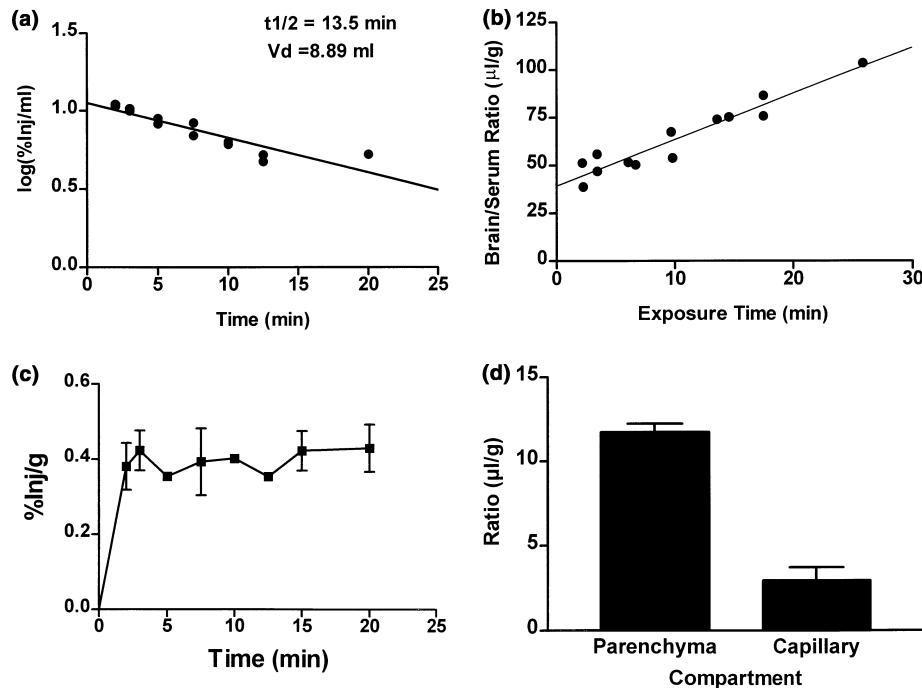 (a)
t1/2 = 13.5 min
Vd =8.89 ml
log(%Inj/ml)
1.5
1.0
0.5
0.0
0 5 10 15 20 25
Time (min)
(b)
Brain/Serum Ratio (µl/g)
125
100
75
50
25
0
0 10 20 30
Exposure Time (min)
(c)
%Inj/g
0.6
0.4
0.2
0.0
0 5 10 15 20 25
Time (min)
(d)
Ratio (µl/g)
15
10
5
0
Parenchyma Capillary
Compartment